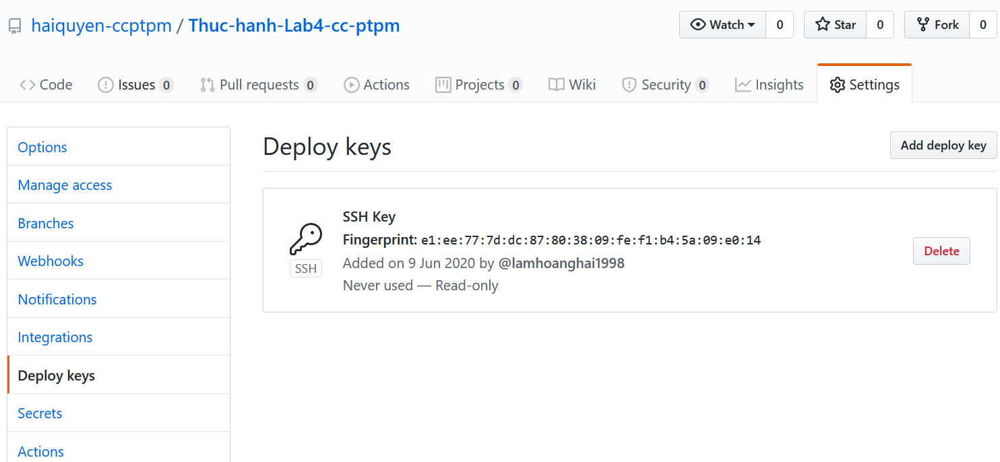 haiquyen-ccptpm / Thuc-hanh-Lab4-cc-ptpm
Watch 0 Star 0 Fork 0
Code Issues 0 Pull requests 0 Actions Projects 0 Wiki Security 0 Insights Settings
Options
Manage access
Branches
Webhooks
Notifications
Integrations
Deploy keys
Secrets
Actions
Deploy keys
Add deploy key
SSH
SSH Key
Fingerprint: e1:ee:77:7d:dc:87:80:38:09:fe:f1:b4:5a:09:e0:14
Added on 9 Jun 2020 by @lamhoanghai1998
Never used — Read-only
Delete